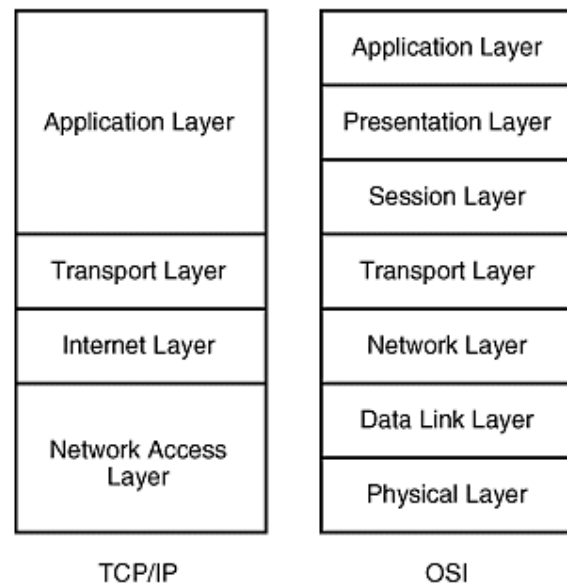 Application Layer
Transport Layer
Internet Layer
Network Access
Layer
TCP/IP
Application Layer
Presentation Layer
Session Layer
Transport Layer
Network Layer
Data Link Layer
Physical Layer
OSI